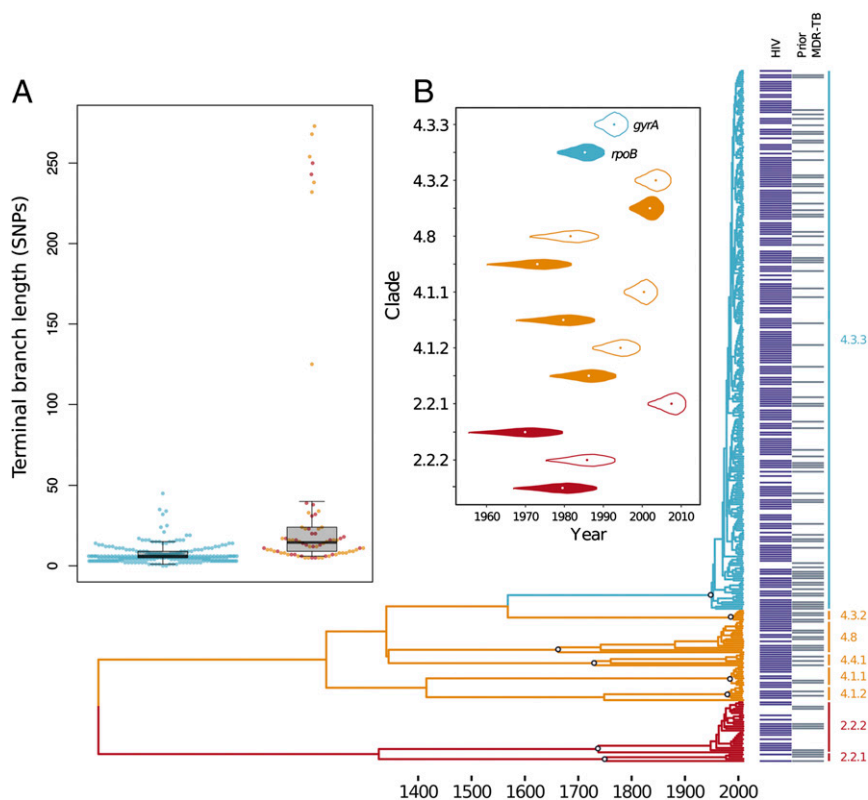 HIV
Prior
MDR-TB
A
Terminal branch length (SNPs)
250
200
150
100
50
0
B
Clade
4.3.3
gyrA
rpoB
4.3.2
4.8
4.1.1
4.1.2
2.2.1
2.2.2
1960 1970 1980 1990 2000 2010
Year
4.3.3
4.3.2
4.8
4.4.1
4.1.1
4.1.2
2.2.2
2.2.1
1400 1500 1600 1700 1800 1900 2000